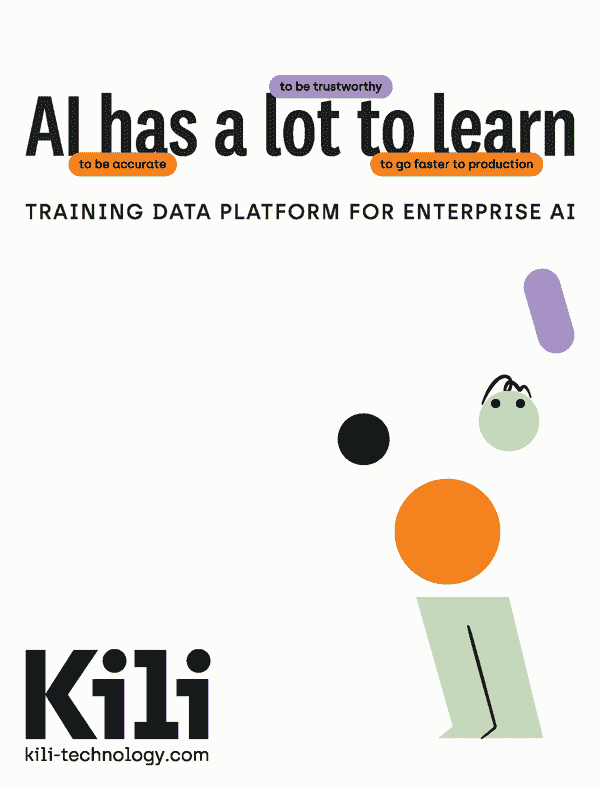 to be trustworthy
AI has a lot to learn
to be accurate
to go faster to production
TRAINING DATA PLATFORM FOR ENTERPRISE AI
Kili
kili-technology.com